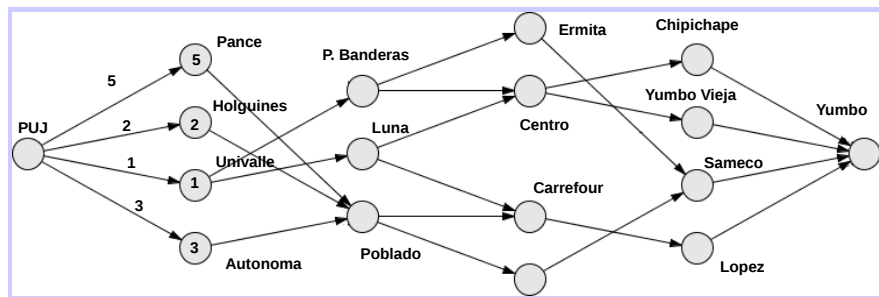 Ermita
Chipichape
Pance
P. Banderas
5
5
Yumbo Vieja
Yumbo
Holguines
PUJ
2
2
Luna
Centro
1
Univalle
1
Sameco
Carrefour
3
3
Autonoma
Poblado
Lopez